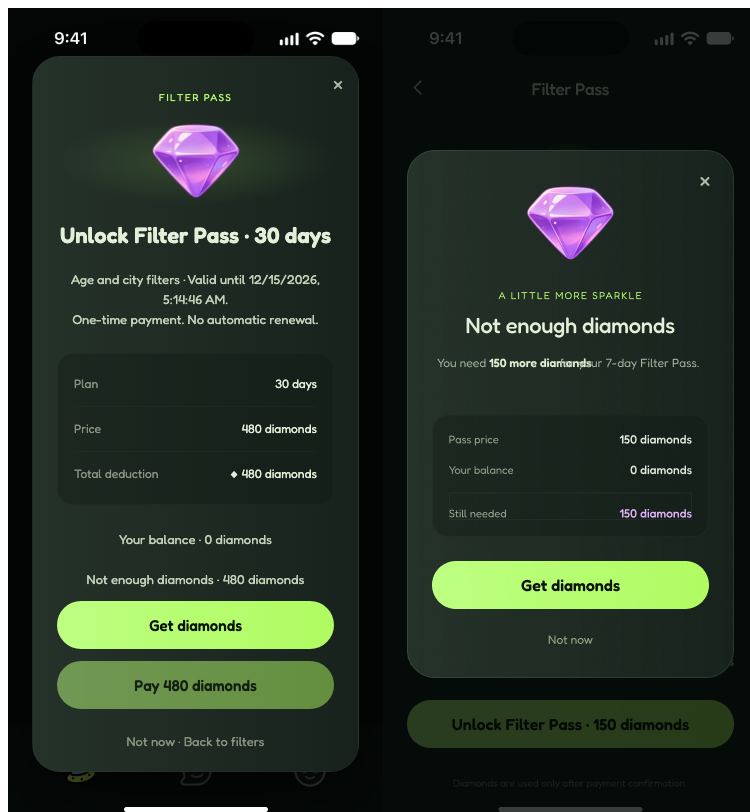 9:41
FILTER PASS
Unlock Filter Pass · 30 days
Age and city filters · Valid until 12/15/2026,
5:14:46 AM.
One-time payment. No automatic renewal.
Plan 30 days
Price 480 diamonds
Total deduction ◆ 480 diamonds
Your balance · 0 diamonds
Not enough diamonds · 480 diamonds
Get diamonds
Pay 480 diamonds
Not now · Back to filters
9:41
Filter Pass
A LITTLE MORE SPARKLE
Not enough diamonds
You need 150 more diamonds your 7-day Filter Pass.
Pass price 150 diamonds
Your balance 0 diamonds
Still needed 150 diamonds
Get diamonds
Not now
Unlock Filter Pass · 150 diamonds
Diamonds are used only after payment confirmation.